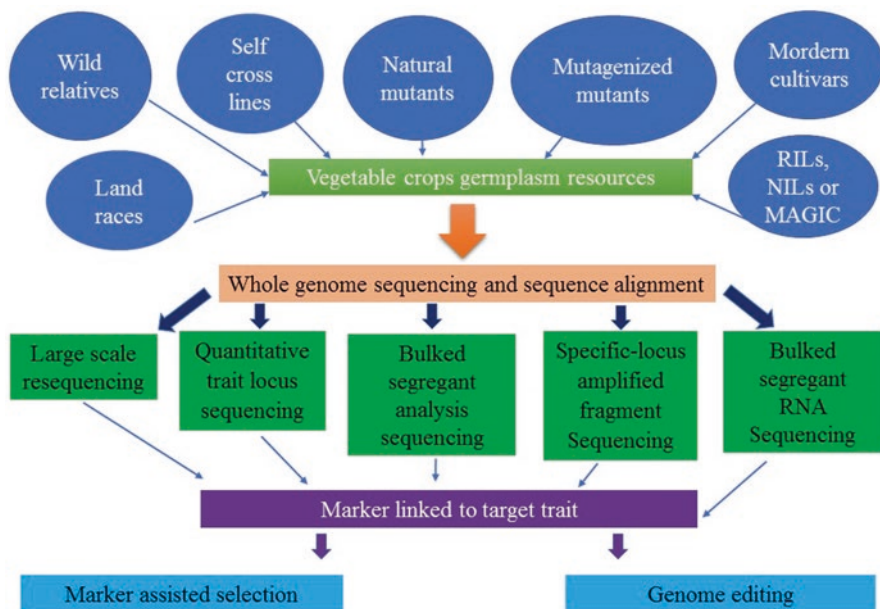 Wild
relatives
Self
cross
lines
Natural
mutants
Mutagenized
mutants
Mordern
cultivars
Land
races
Vegetable crops germplasm resources
RILs,
NILs or
MAGIC
Whole genome sequencing and sequence alignment
Large scale
resequencing
Quantitative
trait locus
sequencing
Bulked
segregant
analysis
sequencing
Specific-locus
amplified
fragment
Sequencing
Bulked
segregant
RNA
Sequencing
Marker linked to target trait
Marker assisted selection
Genome editing